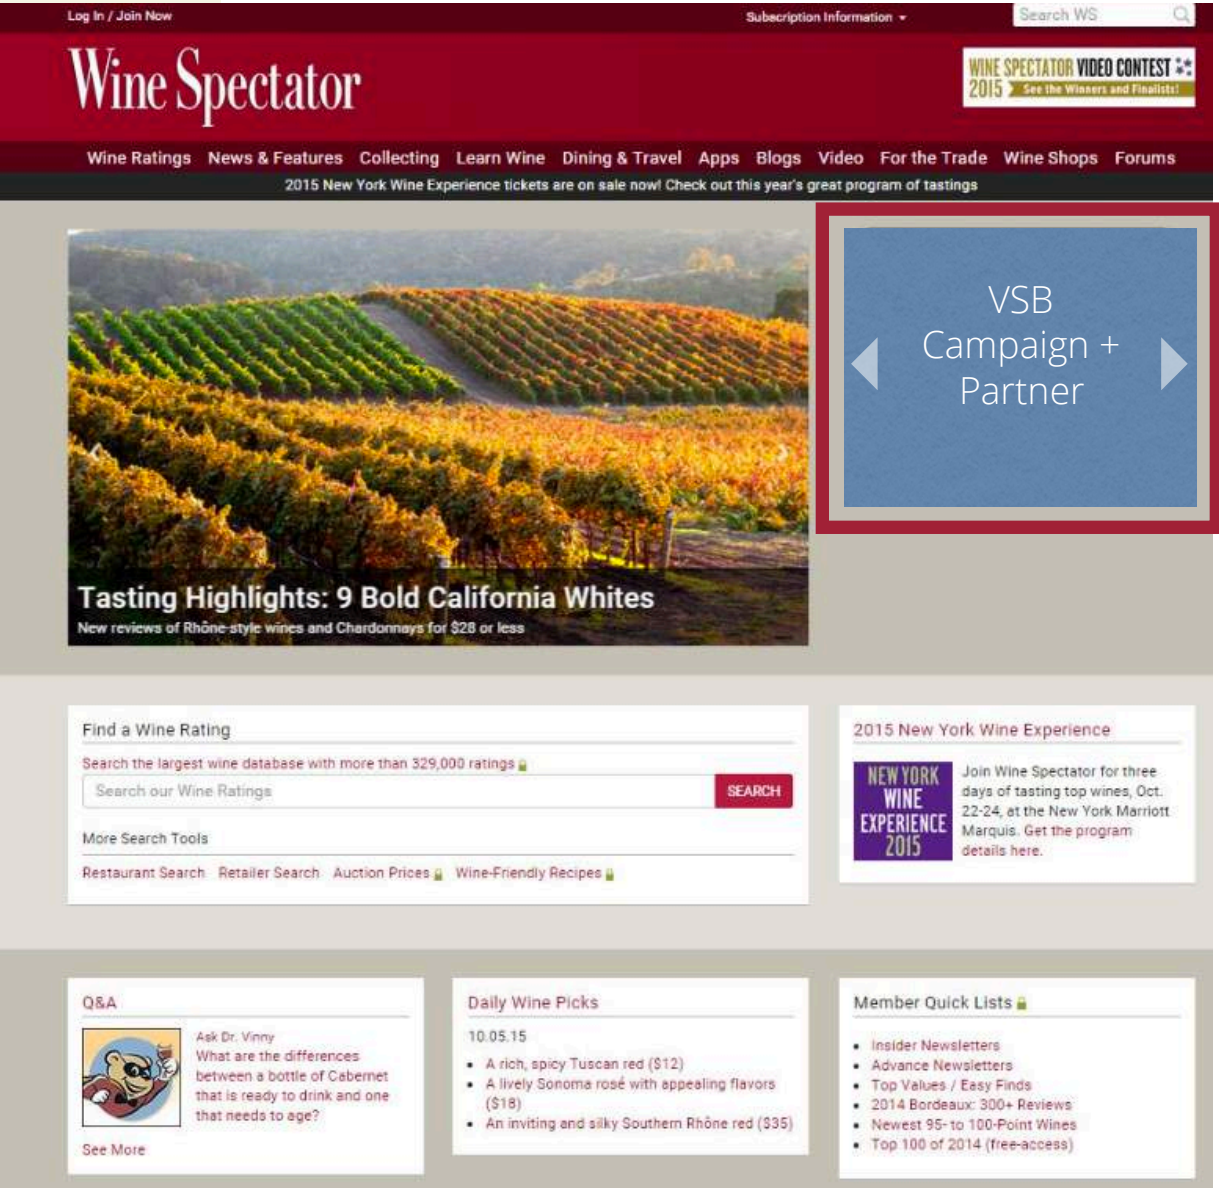 Log In / Join Now
Subscription Information
Search WS
Wine Spectator
WINE SPECTATOR VIDEO CONTEST
2015 See the Winners and Finalists!
Wine Ratings News & Features Collecting Learn Wine Dining & Travel Apps Blogs Video For the Trade Wine Shops Forums
2015 New York Wine Experience tickets are on sale now! Check out this year's great program of tastings
VSB
Campaign +
Partner
Tasting Highlights: 9 Bold California Whites
New reviews of Rhône-style wines and Chardonnays for $28 or less
Find a Wine Rating
Search the largest wine database with more than 329,000 ratings
Search our Wine Ratings
SEARCH
More Search Tools
Restaurant Search Retailer Search Auction Prices Wine-Friendly Recipes
2015 New York Wine Experience
NEW YORK
WINE
EXPERIENCE
2015
Join Wine Spectator for three
days of tasting top wines, Oct.
22-24, at the New York Marriott
Marquis. Get the program
details here.
Q&A
Ask Dr. Vinny
What are the differences
between a bottle of Cabernet
that is ready to drink and one
that needs to age?
See More
Daily Wine Picks
10.05.15
A rich, spicy Tuscan red ($12)
A lively Sonoma rosé with appealing flavors
($18)
An inviting and silky Southern Rhône red ($35)
Member Quick Lists
Insider Newsletters
Advance Newsletters
Top Values / Easy Finds
2014 Bordeaux: 300+ Reviews
Newest 95- to 100-Point Wines
Top 100 of 2014 (free-access)